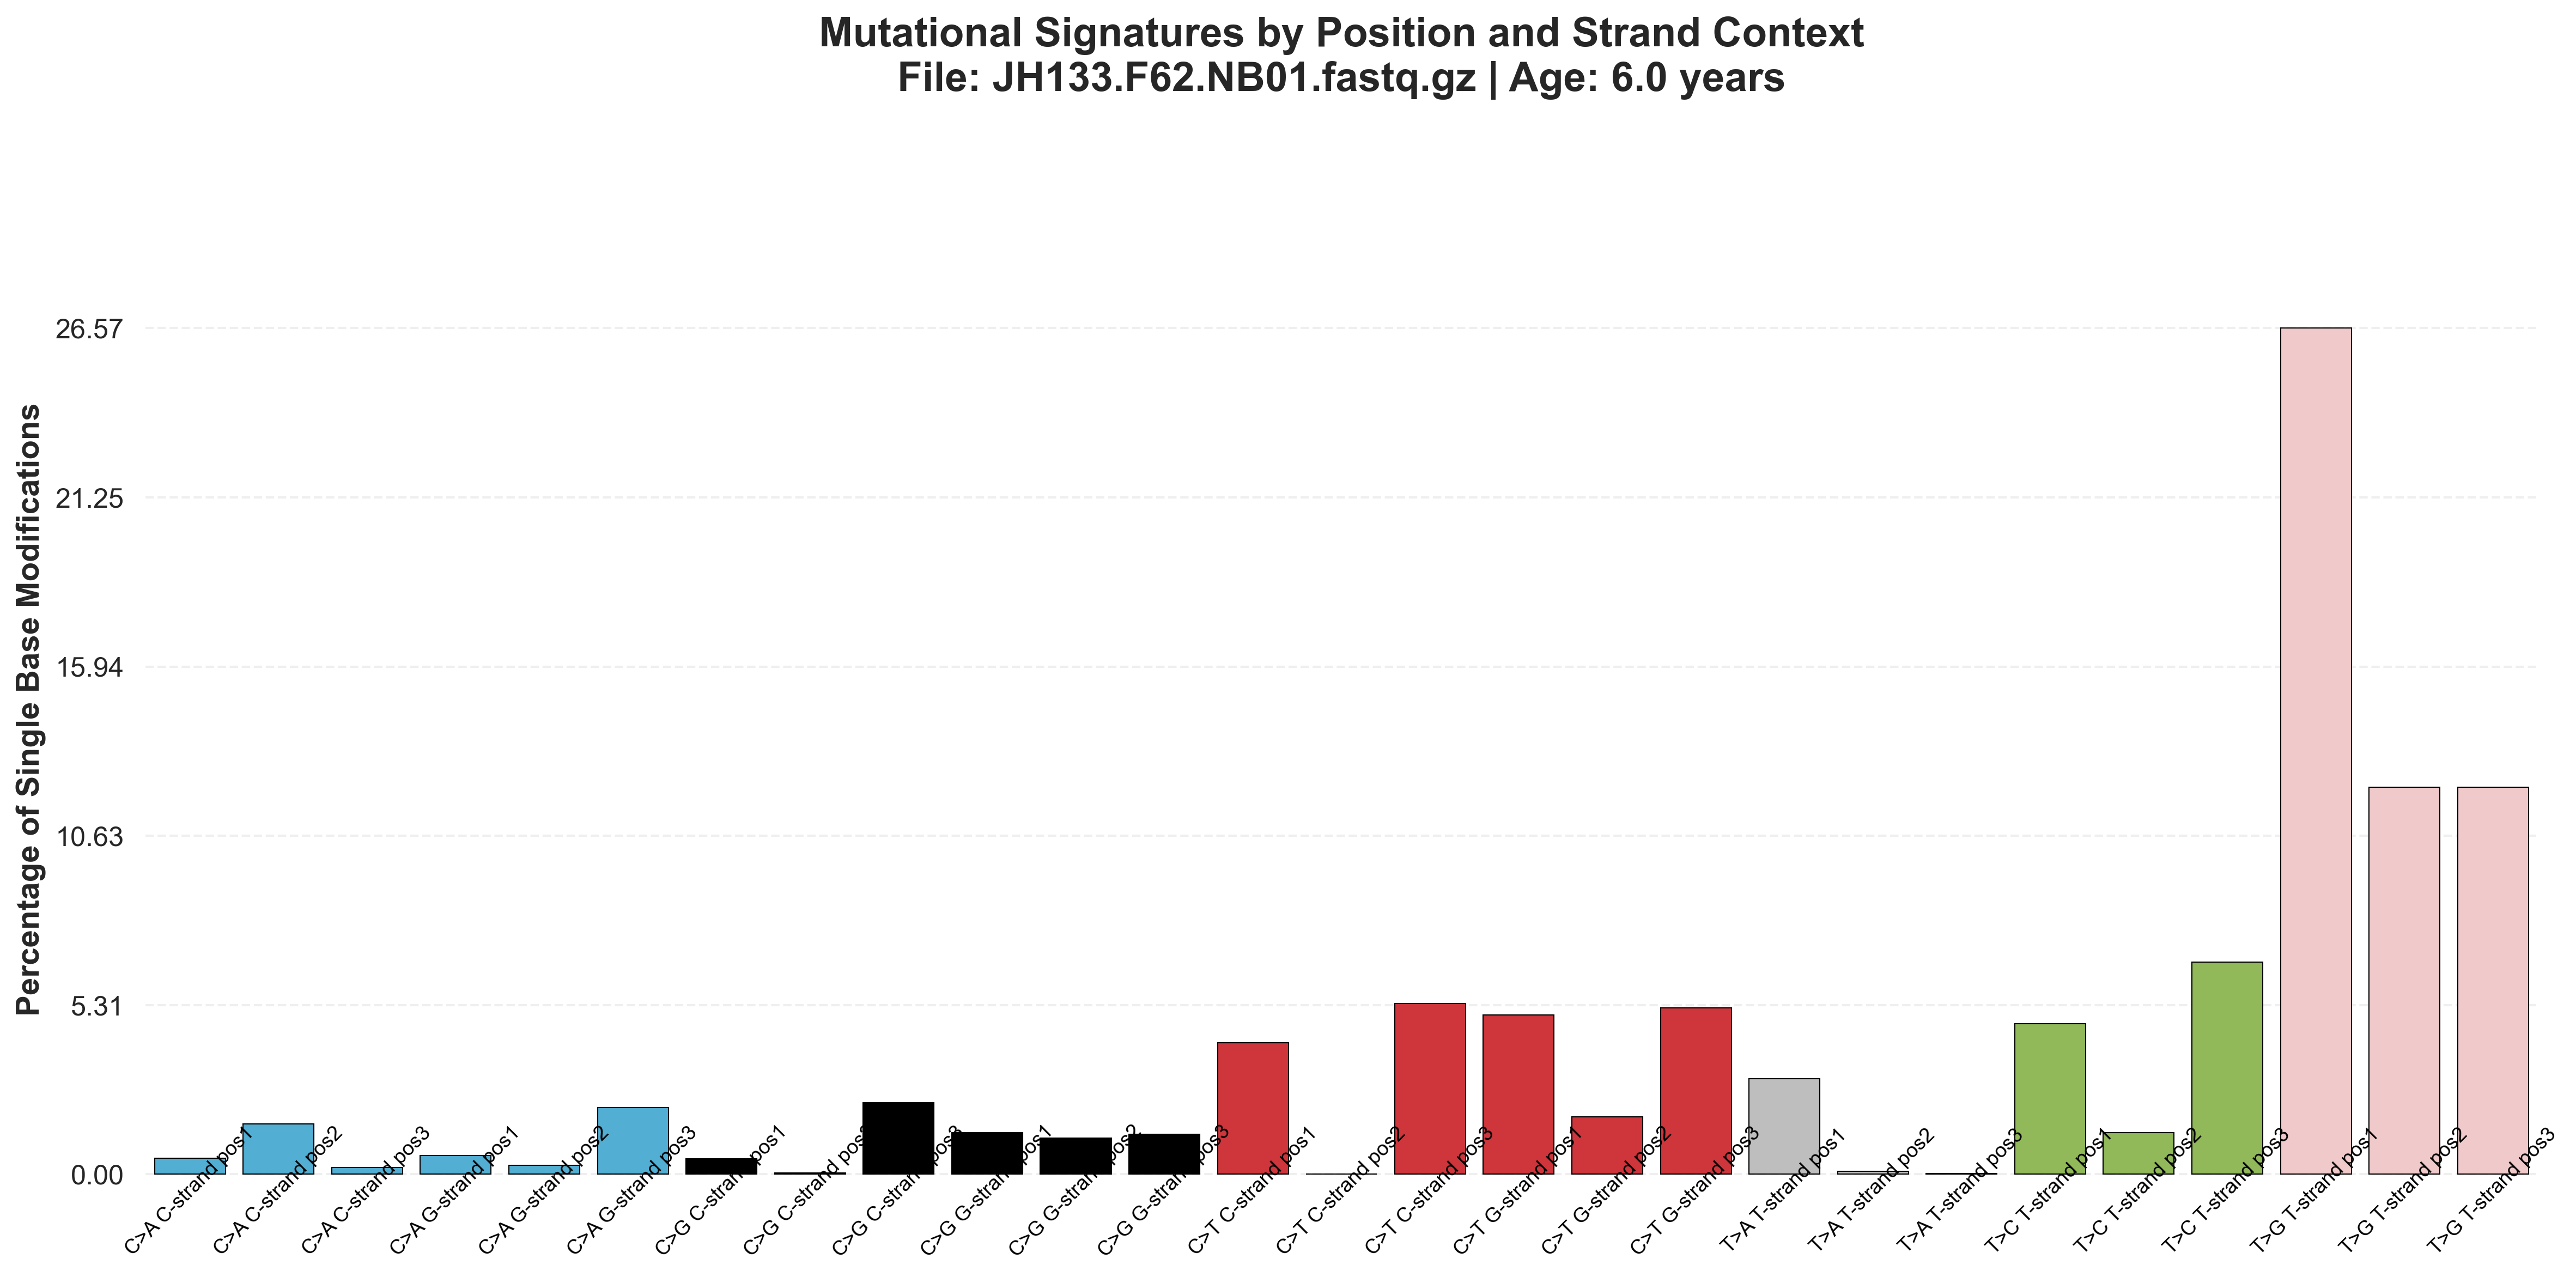 Mutational Signatures by Position and Strand Context
File: JH133.F62.NB01.fastq.gz | Age: 6.0 years
Percentage of Single Base Modifications
26.57
21.25
15.94
10.63
5.31
0.00
C>A C-strand pos1
C>A C-strand pos2
C>A C-strand pos3
C>A G-strand pos1
C>A G-strand pos2
C>A G-strand pos3
C>G C-strand pos1
C>G C-strand pos2
C>G C-strand pos3
C>G G-strand pos1
C>G G-strand pos2
C>G G-strand pos3
C>T C-strand pos1
C>T C-strand pos2
C>T C-strand pos3
C>T G-strand pos1
C>T G-strand pos2
C>T G-strand pos3
T>A T-strand pos1
T>A T-strand pos2
T>A T-strand pos3
T>C T-strand pos1
T>C T-strand pos2
T>C T-strand pos3
T>G T-strand pos1
T>G T-strand pos2
T>G T-strand pos3